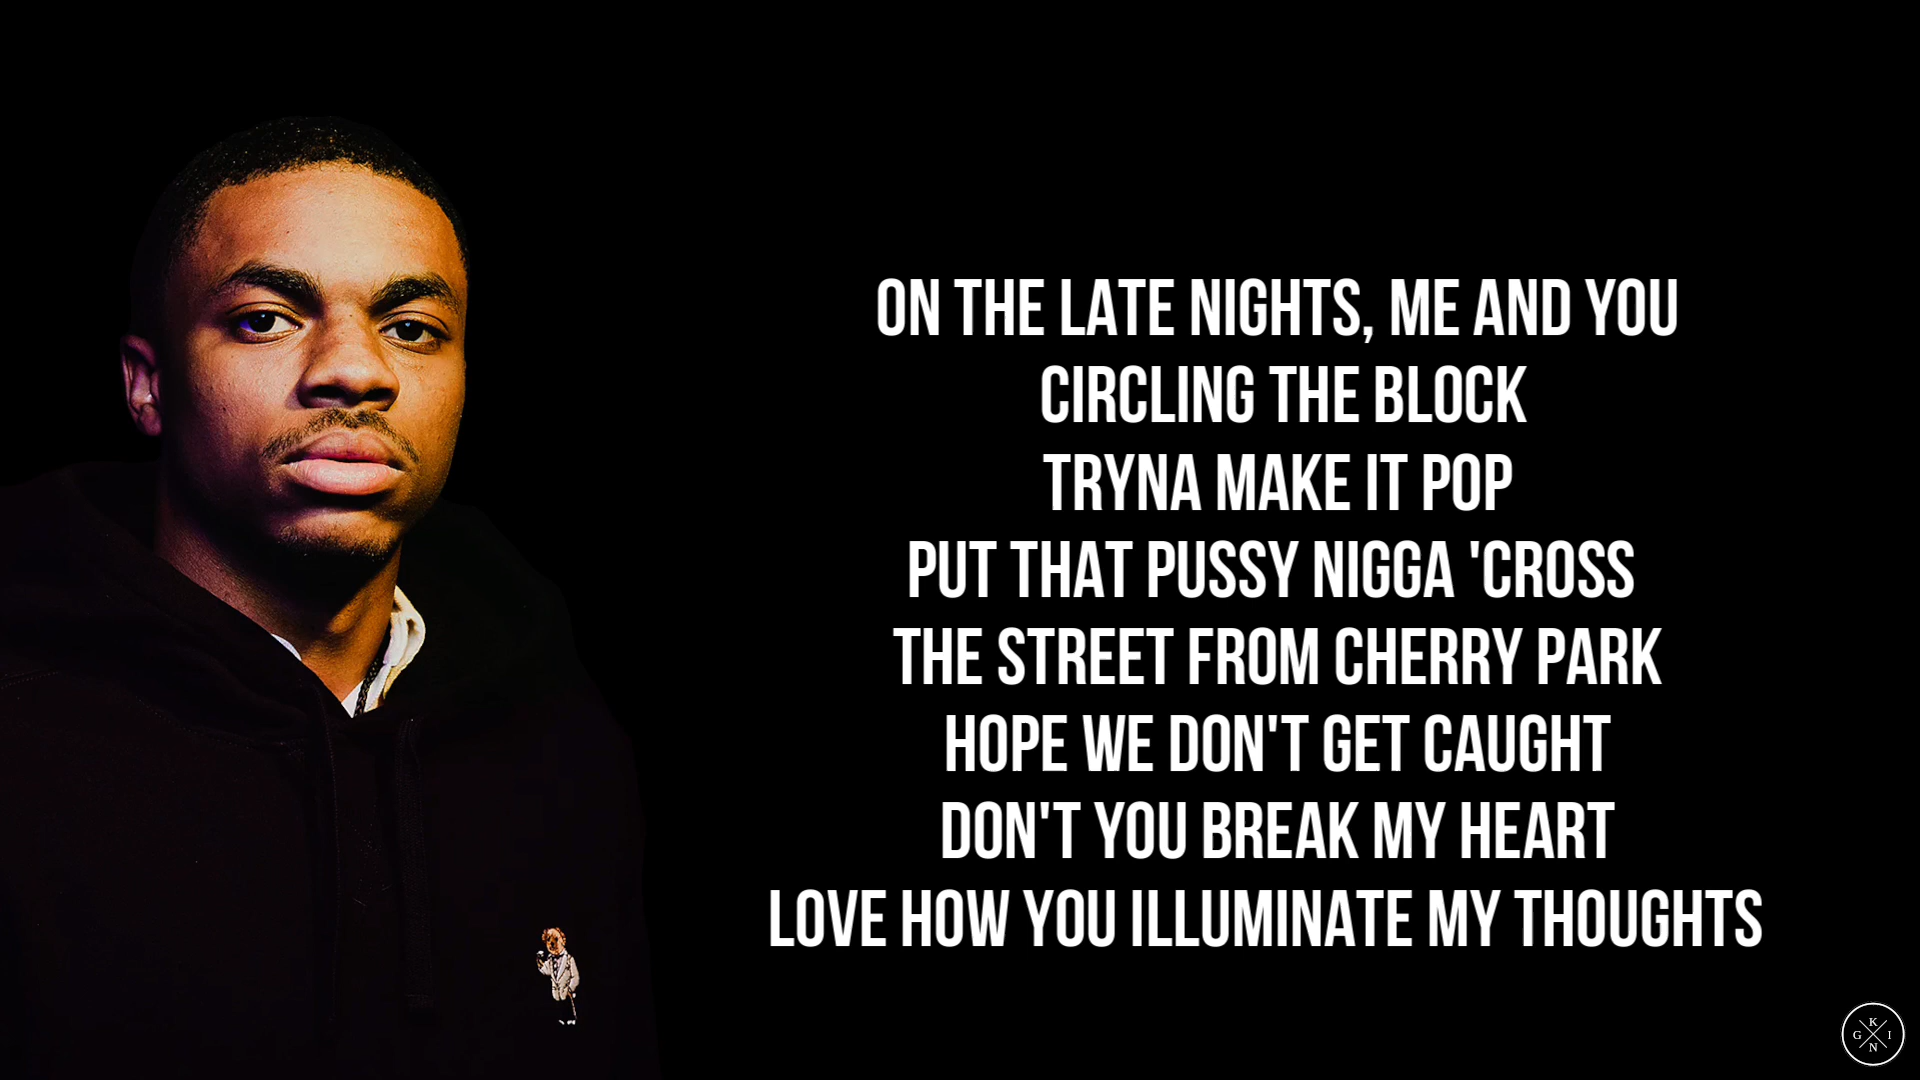 ON THE LATE NIGHTS, ME AND YOU
CIRCLING THE BLOCK
TRYNA MAKE IT POP
PUT THAT PUSSY NIGGA 'CROSS
THE STREET FROM CHERRY PARK
HOPE WE DON'T GET CAUGHT
DON'T YOU BREAK MY HEART
LOVE HOW YOU ILLUMINATE MY THOUGHTS
K
G I
N